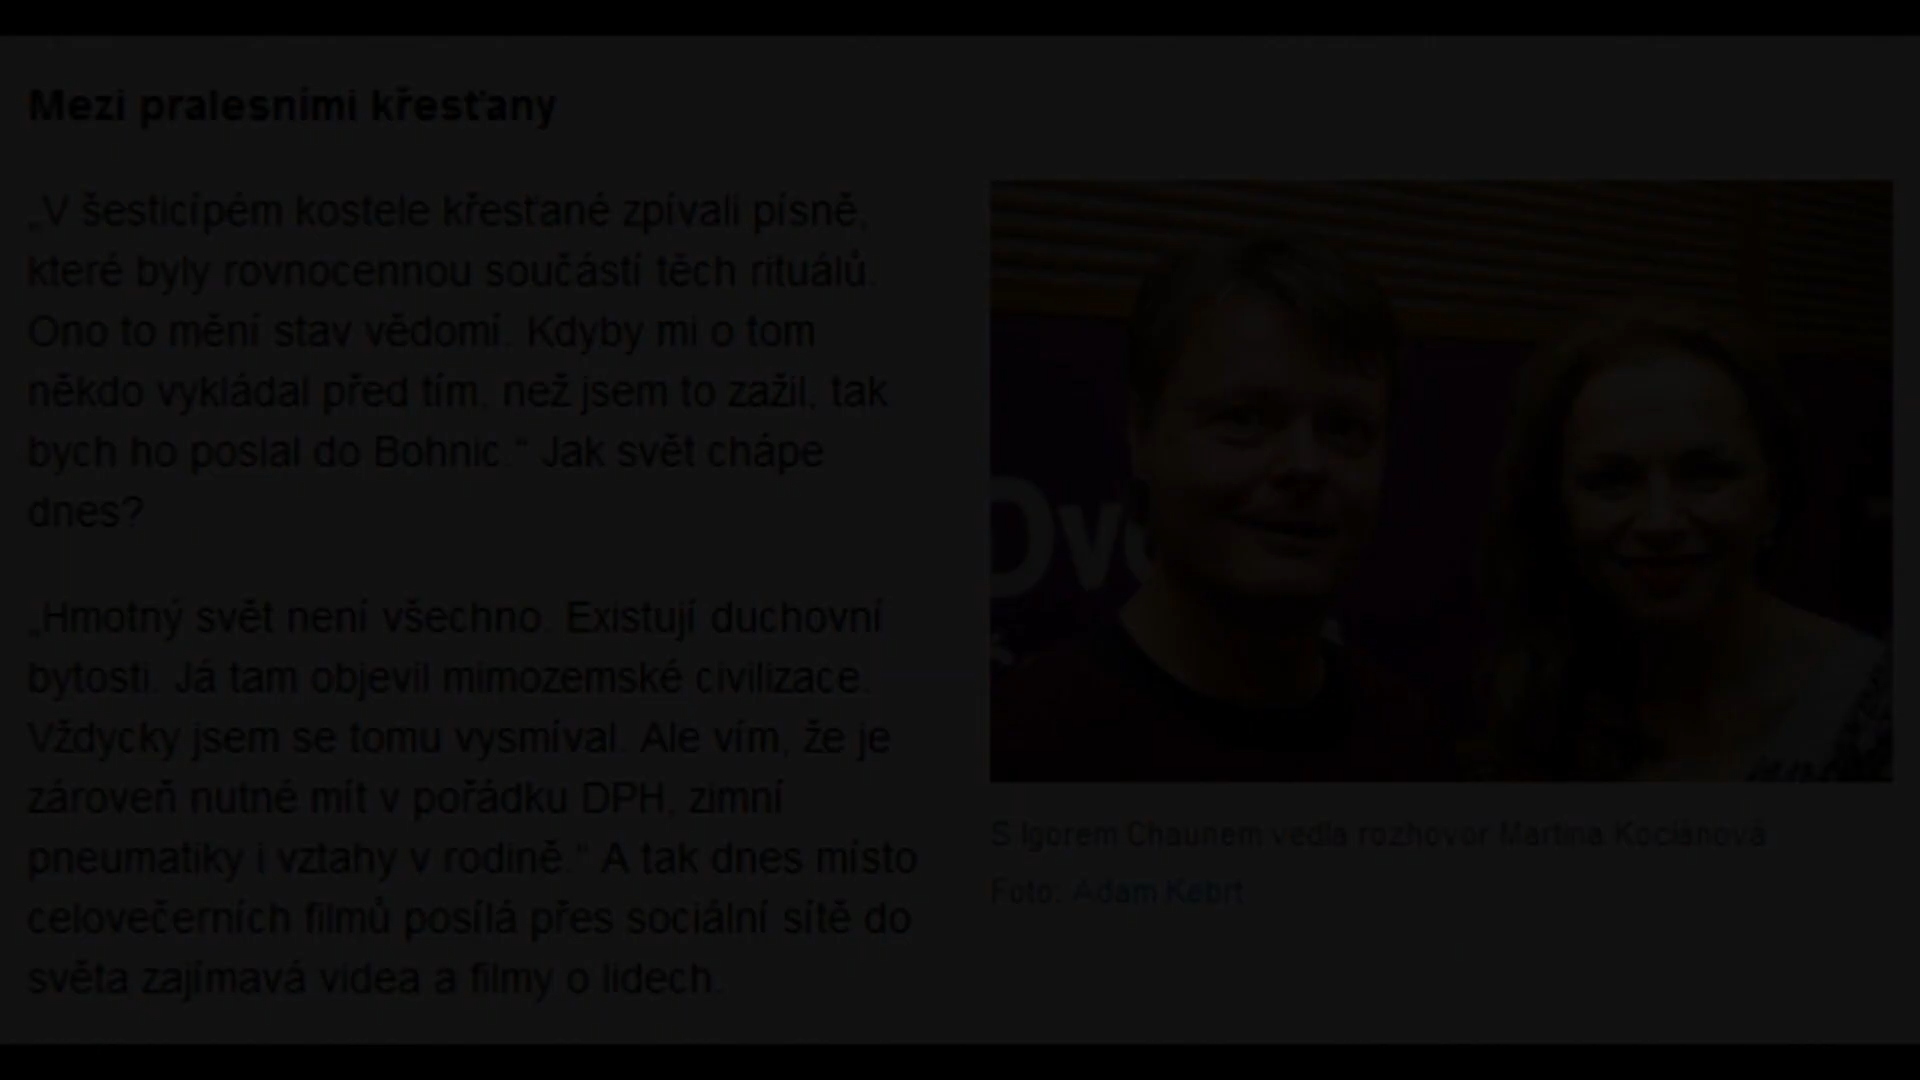 Mezi pralesními křesťany
„V šesticípém kostele křesťané zpívali písně,
které byly rovnocennou součástí těch rituálů.
Ono to mění stav vědomí. Kdyby mi o tom
někdo vykládal před tím, než jsem to zažil, tak
bych ho poslal do Bohnic.“ Jak svět chápe
dnes?
„Hmotný svět není všechno. Existují duchovní
bytosti. Já tam objevil mimozemské civilizace.
Vždycky jsem se tomu vysmíval. Ale vím, že je
zároveň nutné mít v pořádku DPH, zimní
pneumatiky i vztahy v rodině.“ A tak dnes místo
celovečerních filmů posílá přes sociální sítě do
světa zajímavá videa a filmy o lidech.
Dvo
S Igorem Chaunem vedla rozhovor Martina Kociánová
Foto: Adam Kebrt